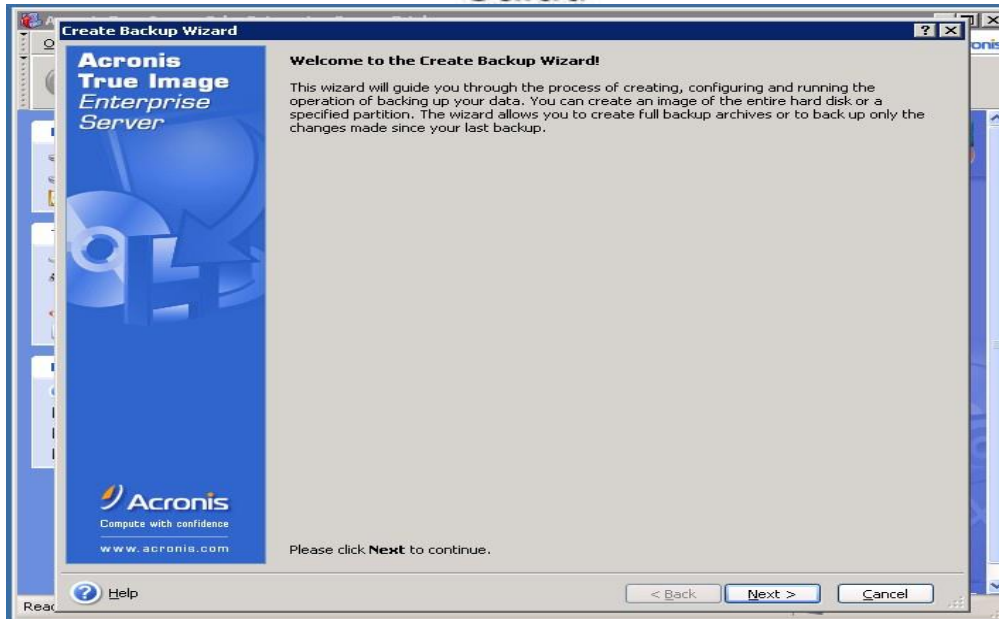 Create Backup Wizard
Acronis
True Image
Enterprise
Server
Welcome to the Create Backup Wizard!
This wizard will guide you through the process of creating, configuring and running the
operation of backing up your data. You can create an image of the entire hard disk or a
specified partition. The wizard allows you to create full backup archives or to back up only the
changes made since your last backup.
Acronis
Compute with confidence
www.acronis.com
Please click Next to continue.
Help
< Back
Next >
Cancel